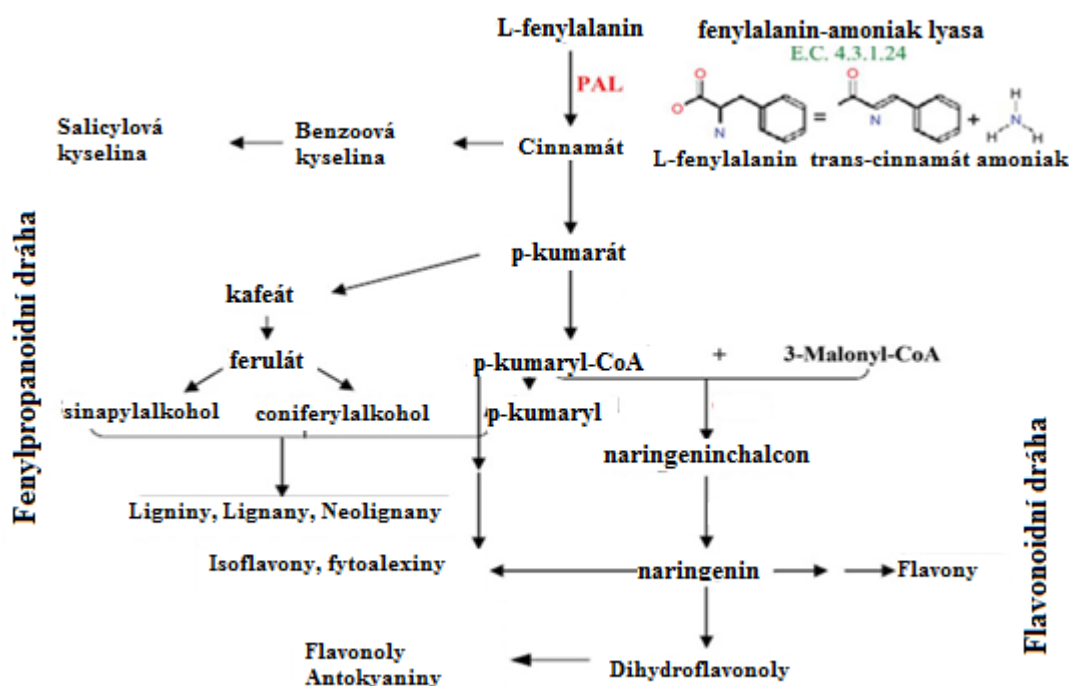 L-fenylalanin
fenylalanin-amoniak lyasa
E.C. 4.3.1.24
PAL
O
O
N
=
O
N
+
H
N
H
H
L-fenylalanin trans-cinnamát amoniak
Salicylová
kyselina
Benzoová
kyselina
Cinnamát
Fenylpropanoidní dráha
p-kumarát
kafeát
ferulát
p-kumaryl-CoA
+
3-Malonyl-CoA
sinapylalkohol
coniferylalkohol
p-kumaryl
naringeninchalcon
Ligniny, Lignany, Neolignany
Flavonoidní dráha
Isoflavony, fytoalexiny
naringenin
Flavony
Flavonoly
Antokyaniny
Dihydroflavonoly